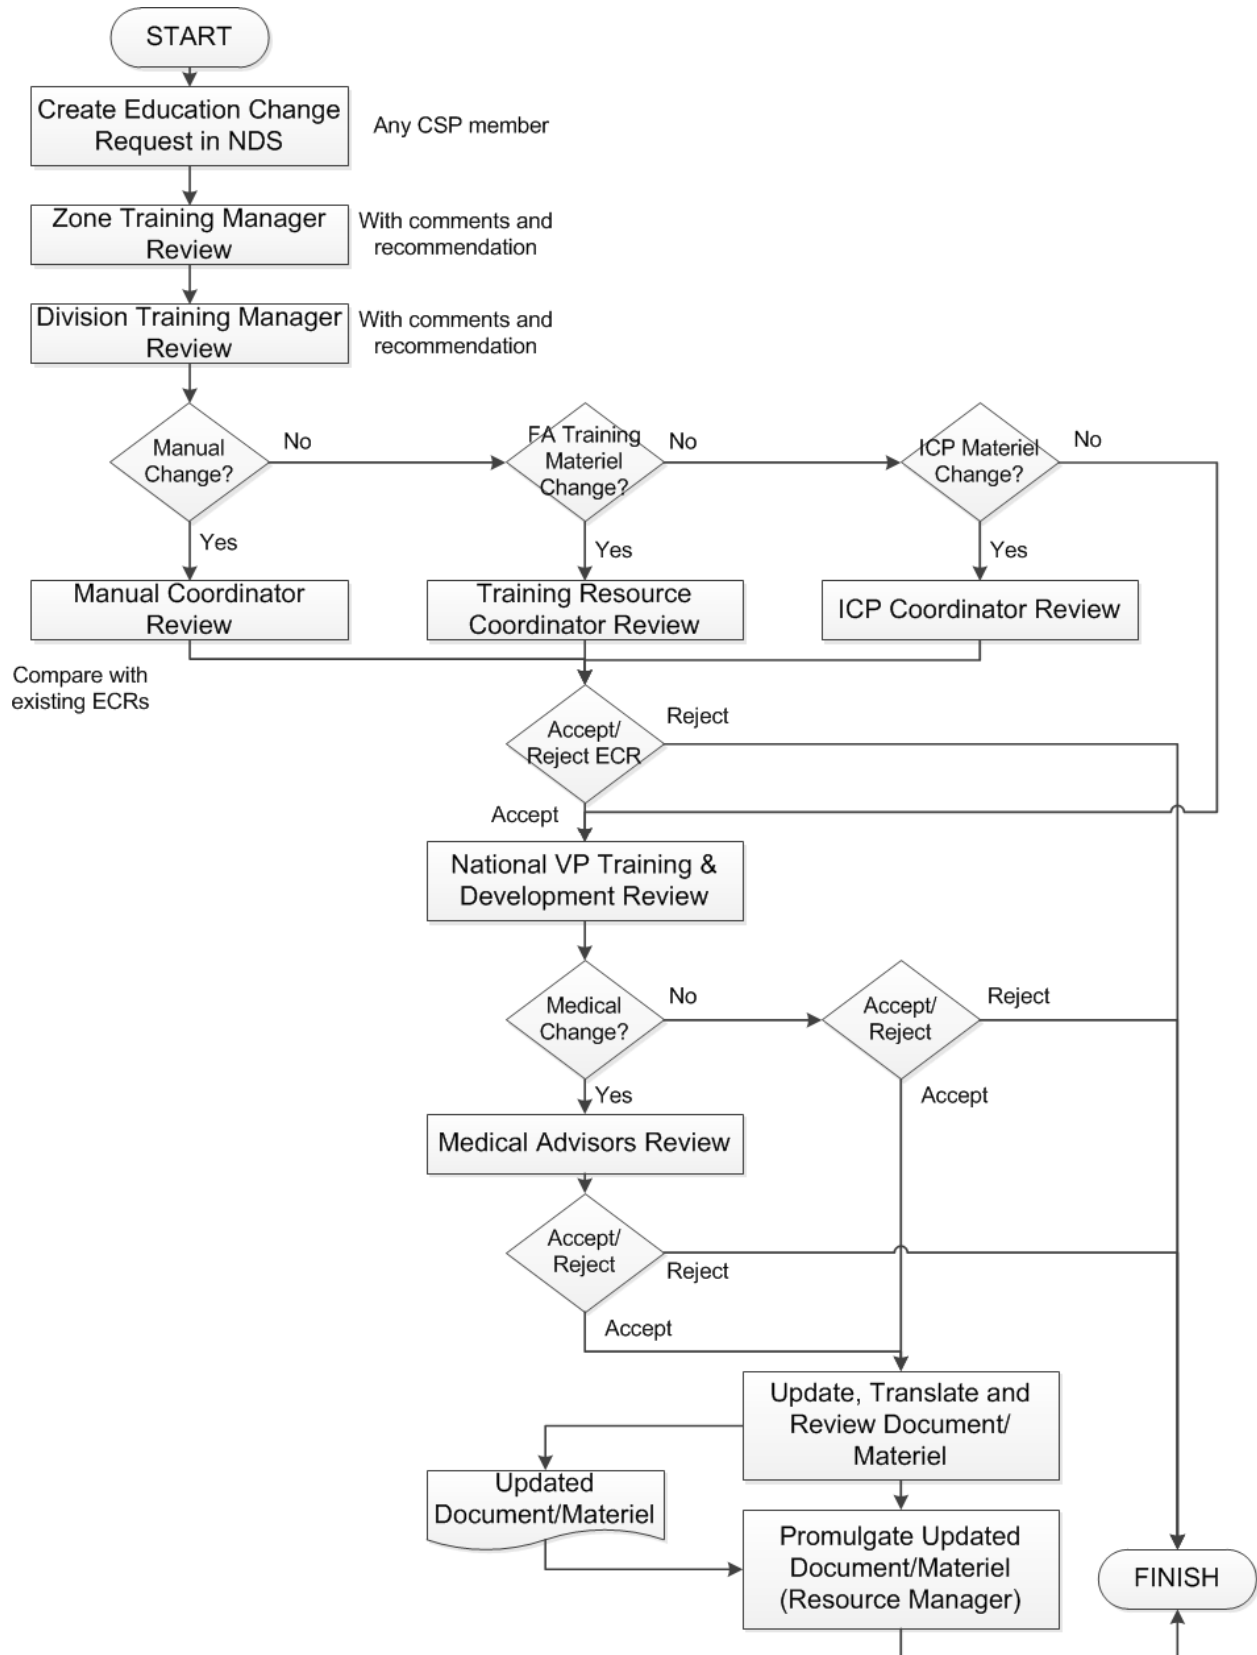 START
Create Education Change
Request in NDS
Any CSP member
Zone Training Manager
Review
With comments and
recommendation
Division Training Manager
Review
With comments and
recommendation
Manual
Change?
No
FA Training
Materiel
Change?
No
ICP Materiel
Change?
No
Yes
Yes
Yes
Manual Coordinator
Review
Training Resource
Coordinator Review
ICP Coordinator Review
Compare with
existing ECRs
Accept/
Reject ECR
Reject
Accept
National VP Training &
Development Review
Medical
Change?
No
Accept/
Reject
Reject
Yes
Accept
Medical Advisors Review
Accept/
Reject
Reject
Accept
Update, Translate and
Review Document/
Materiel
Updated
Document/Materiel
Promulgate Updated
Document/Materiel
(Resource Manager)
FINISH